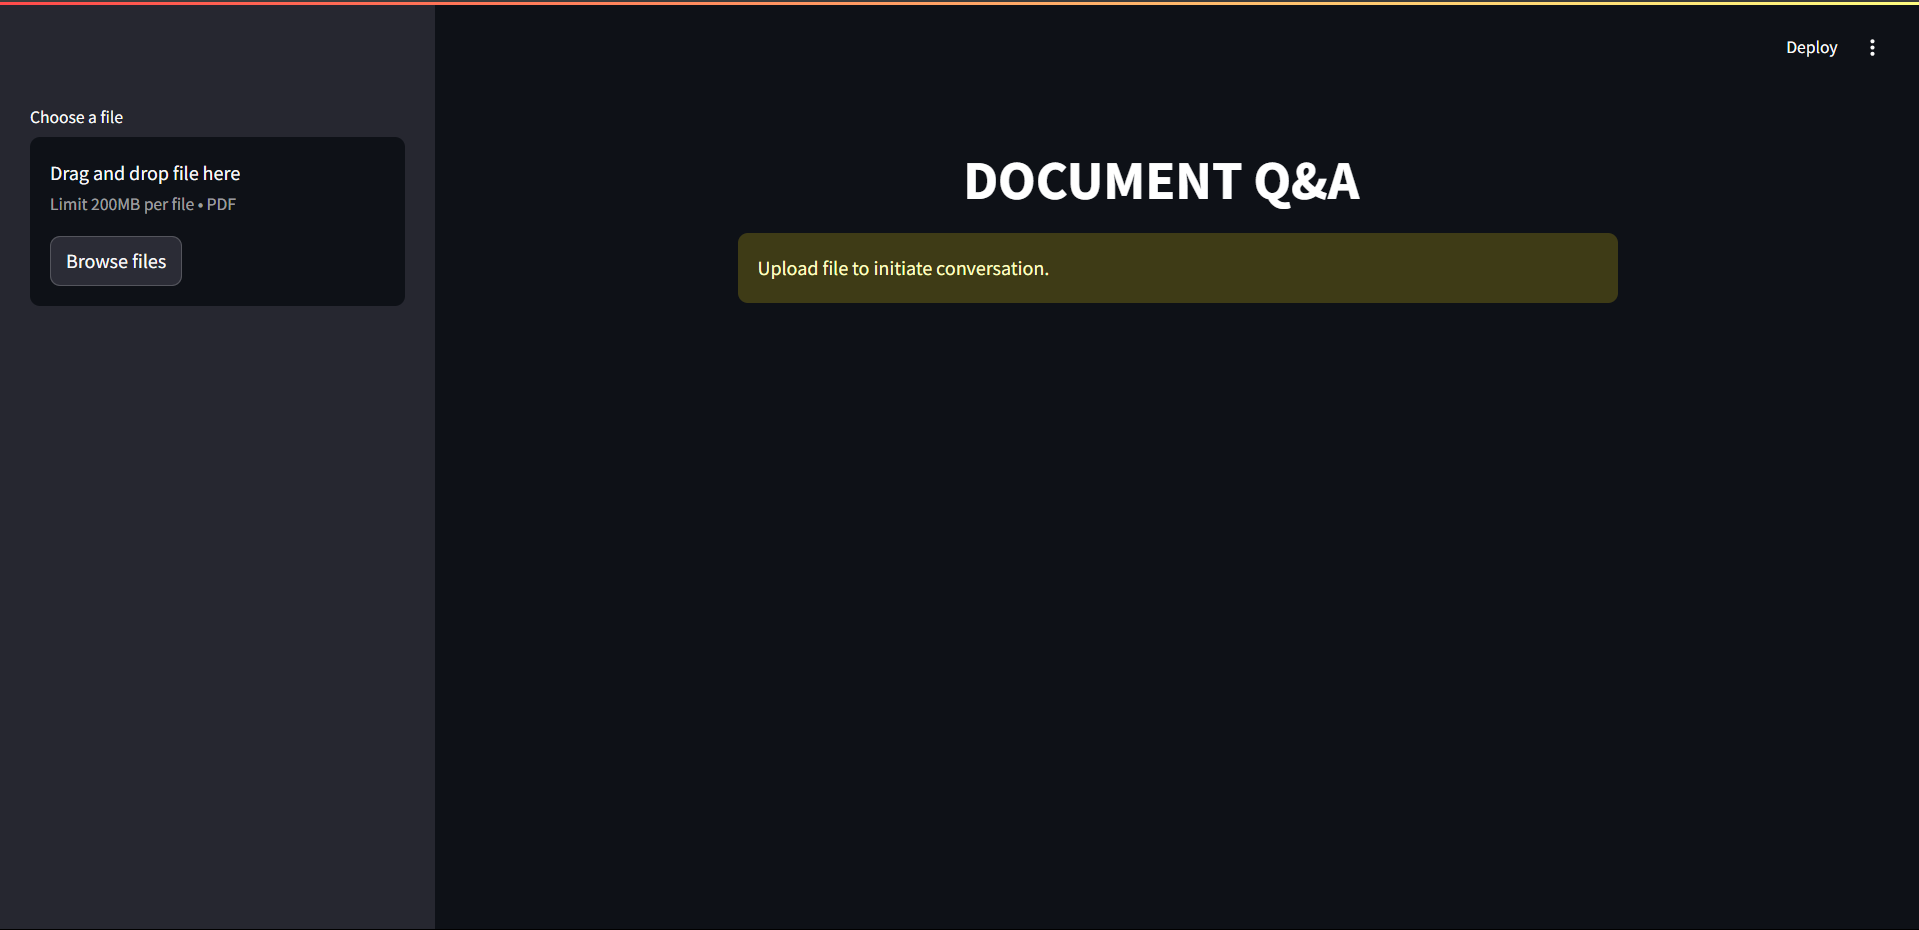 Deploy
Choose a file
Drag and drop file here
Limit 200MB per file • PDF
Browse files
DOCUMENT Q&A
Upload file to initiate conversation.